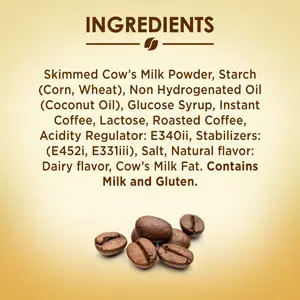 INGREDIENTS
Skimmed Cow's Milk Powder, Starch
(Corn, Wheat), Non Hydrogenated Oil
(Coconut Oil), Glucose Syrup, Instant
Coffee, Lactose, Roasted Coffee,
Acidity Regulator: E340ii, Stabilizers:
(E452i, E331iii), Salt, Natural flavor:
Dairy flavor, Cow's Milk Fat. Contains
Milk and Gluten.